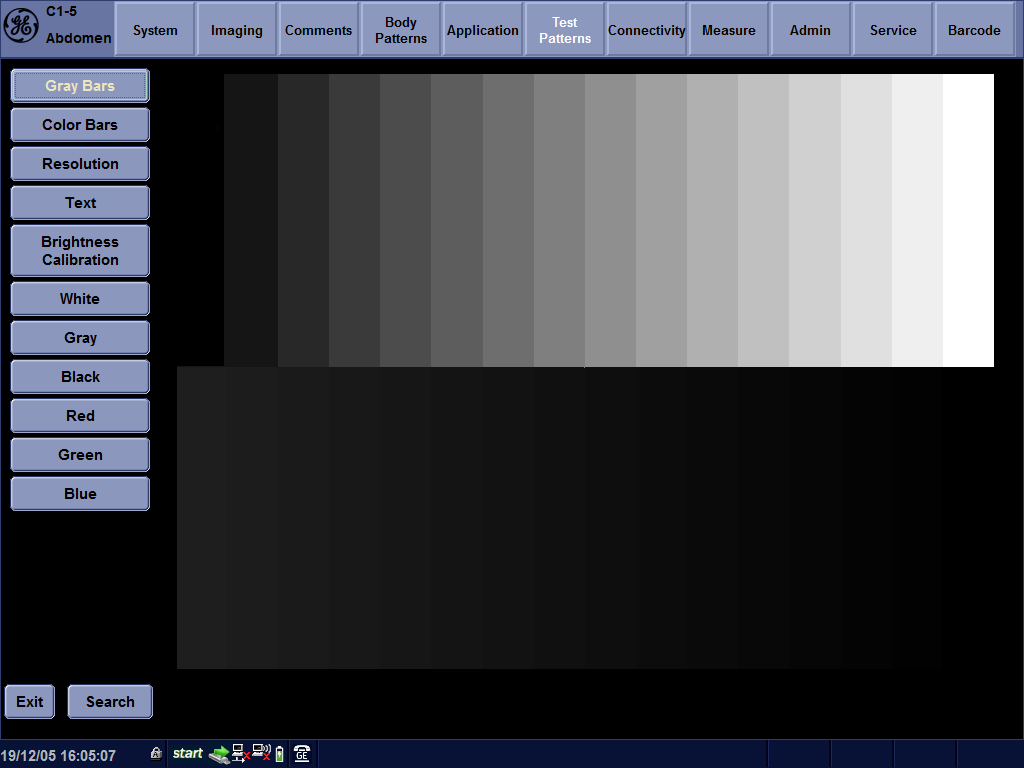 C1-5
Abdomen
System
Imaging
Comments
Body
Patterns
Application
Test
Patterns
Connectivity
Measure
Admin
Service
Barcode
Gray Bars
Color Bars
Resolution
Text
Brightness
Calibration
White
Gray
Black
Red
Green
Blue
Exit
Search
19/12/05 16:05:07
start
GE